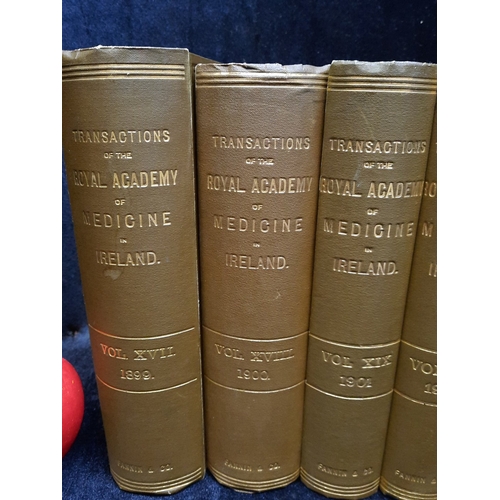 TRANSACTIONS
OF THE
ROYAL ACADEMY
OF
MEDICINE
IN
IRELAND.
VOL. XVII.
1899.
FANNIN & CO.
TRANSACTIONS
OF THE
ROYAL ACADEMY
OF
MEDICINE
IN
IRELAND.
VOL. XVIII.
1900.
FANNIN & CO.
TRANSACTIONS
OF THE
ROYAL ACADEMY
OF
MEDICINE
IN
IRELAND.
VOL. XIX.
1901
FANNIN & CO.